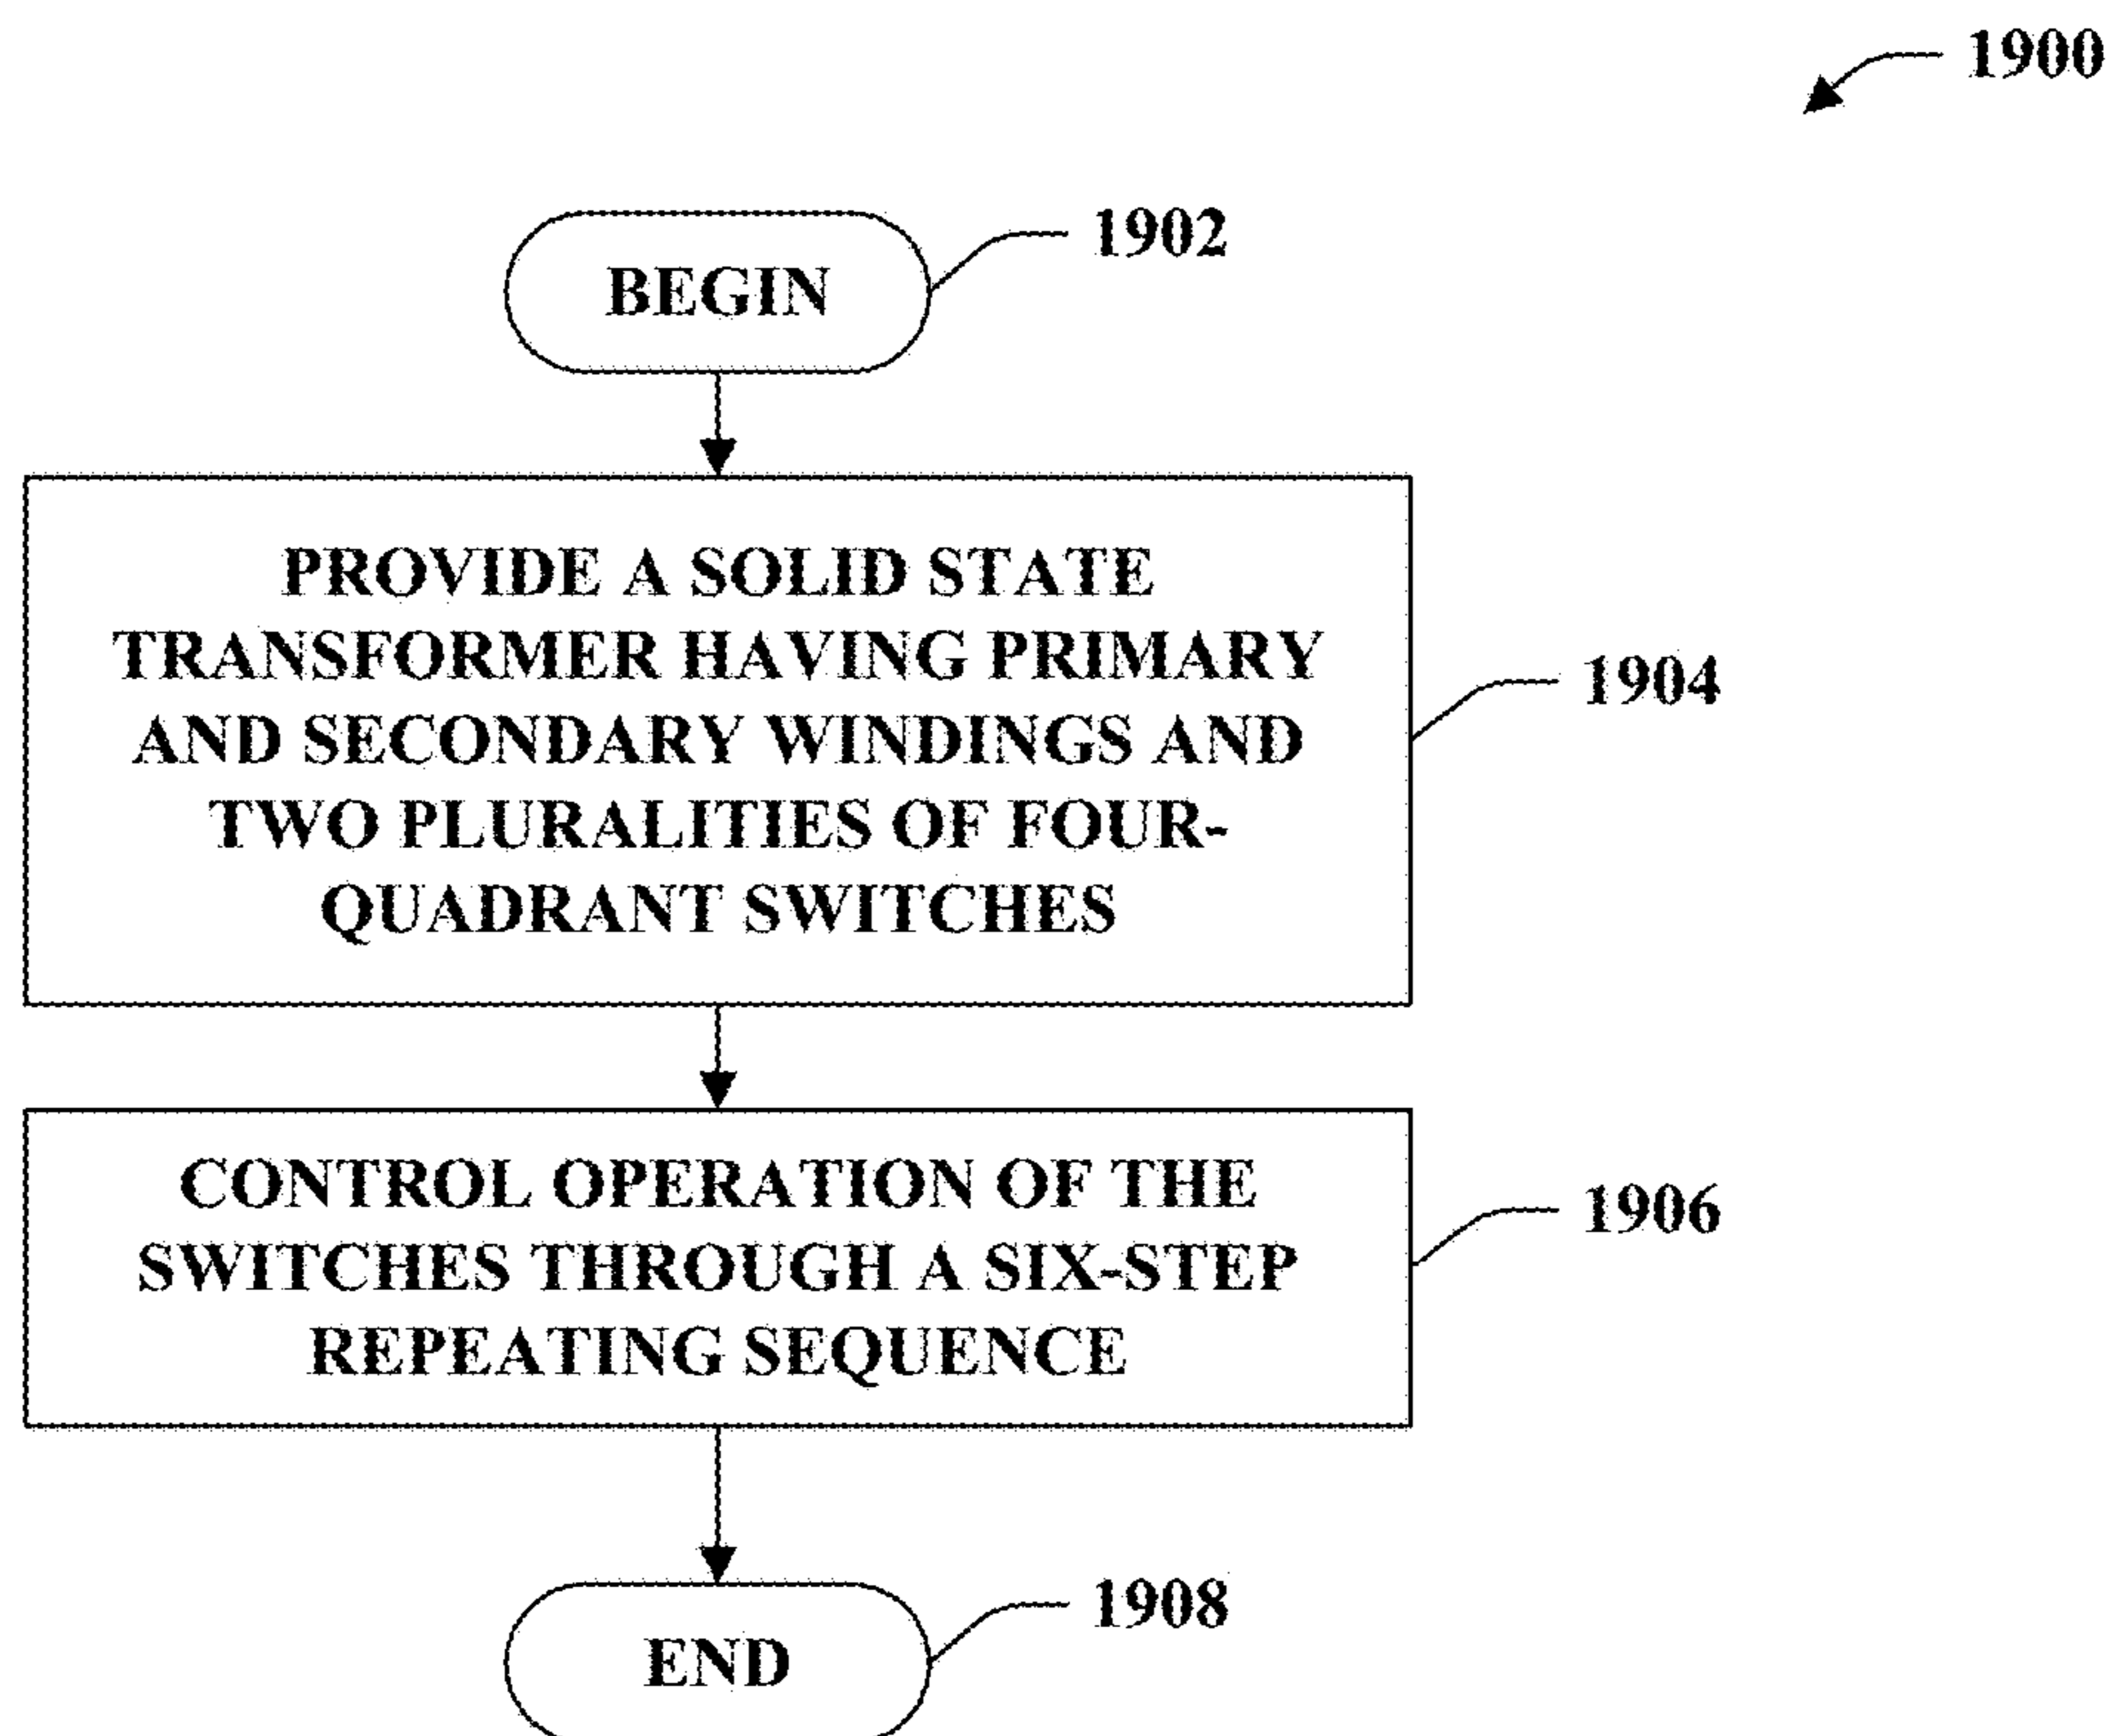 1900
1902
BEGIN
PROVIDE A SOLID STATE
TRANSFORMER HAVING PRIMARY
AND SECONDARY WINDINGS AND
TWO PLURALITIES OF FOUR-
QUADRANT SWITCHES
1904
CONTROL OPERATION OF THE
SWITCHES THROUGH A SIX-STEP
REPEATING SEQUENCE
1906
1908
END